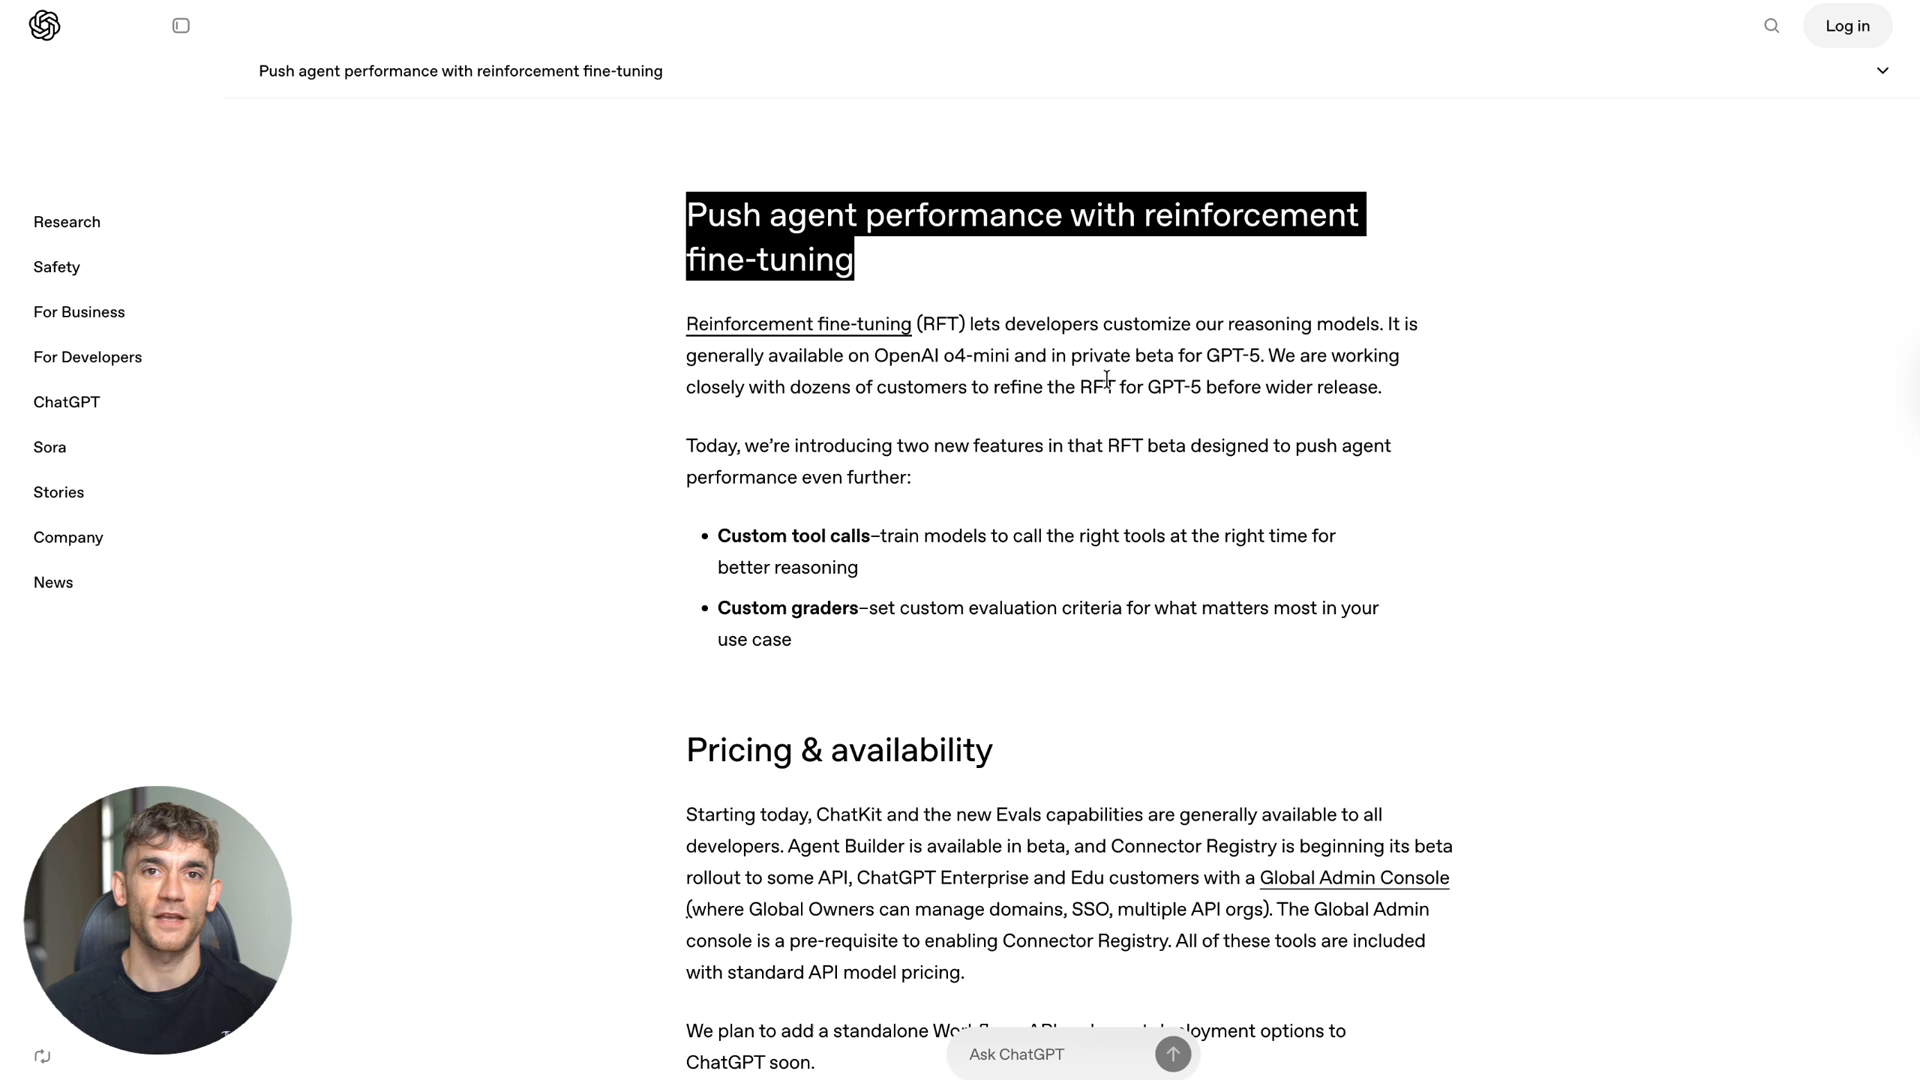 Log in
Push agent performance with reinforcement fine-tuning
Research
Safety
For Business
For Developers
ChatGPT
Sora
Stories
Company
News
Push agent performance with reinforcement
fine-tuning
Reinforcement fine-tuning (RFT) lets developers customize our reasoning models. It is
generally available on OpenAI o4-mini and in private beta for GPT-5. We are working
closely with dozens of customers to refine the RFT for GPT-5 before wider release.
Today, we’re introducing two new features in that RFT beta designed to push agent
performance even further:
• Custom tool calls–train models to call the right tools at the right time for
better reasoning
• Custom graders–set custom evaluation criteria for what matters most in your
use case
Pricing & availability
Starting today, ChatKit and the new Evals capabilities are generally available to all
developers. Agent Builder is available in beta, and Connector Registry is beginning its beta
rollout to some API, ChatGPT Enterprise and Edu customers with a Global Admin Console
(where Global Owners can manage domains, SSO, multiple API orgs). The Global Admin
console is a pre-requisite to enabling Connector Registry. All of these tools are included
with standard API model pricing.
We plan to add a standalone options to
ChatGPT soon.
Ask ChatGPT